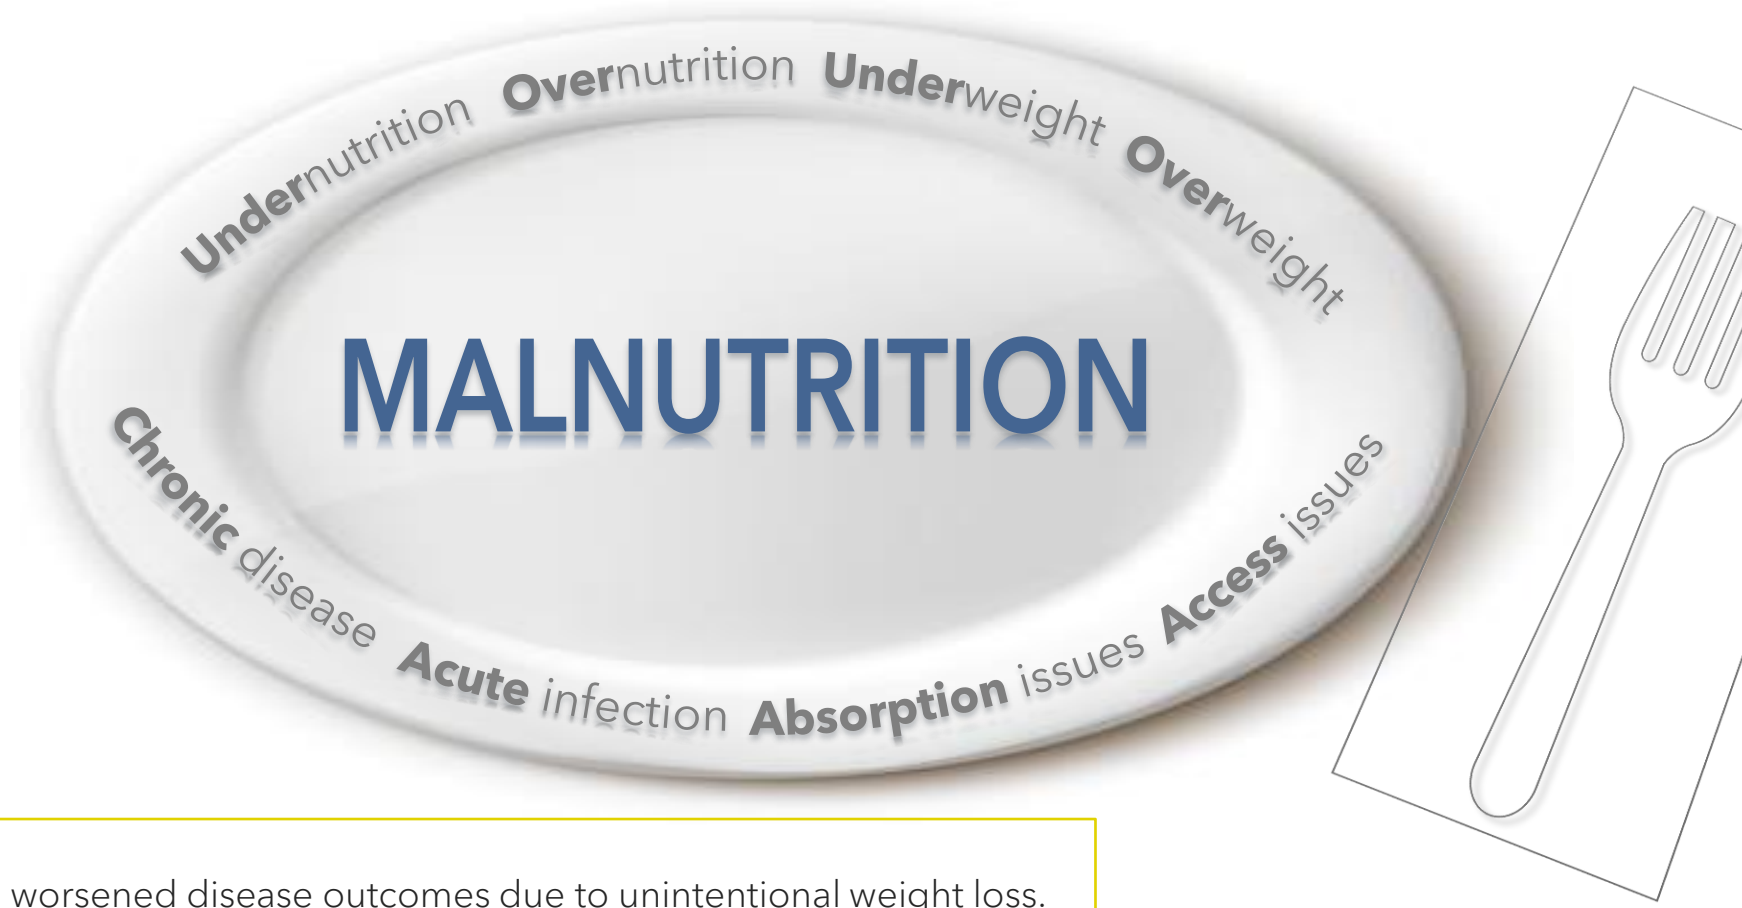 Undernutrition Overnutrition Underweight Overweight
MALNUTRITION
Chronic disease Acute infection Absorption issues Access issues
worsened disease outcomes due to unintentional weight loss.